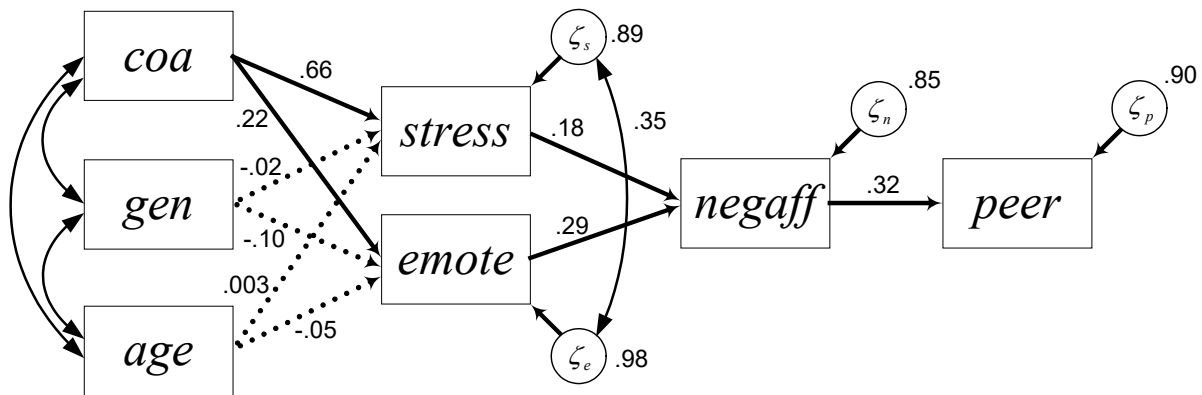 coa
gen
age
.66
.22
-.02
-.10
.003
-.05
stress
emote
ζs
.89
.35
ζe
.98
.18
.29
negaff
ζn
.85
.32
peer
ζp
.90